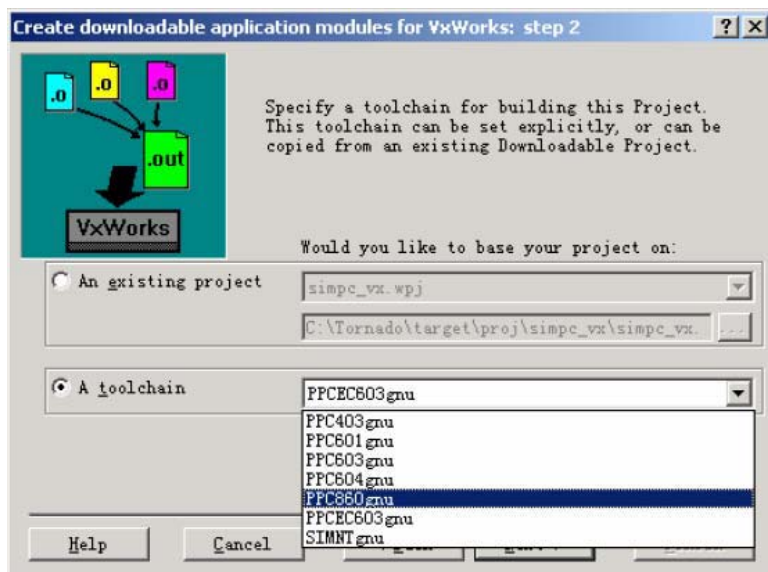 Create downloadable application modules for VxWorks: step 2
.o
.o
.o
.out
VxWorks
Specify a toolchain for building this Project.
This toolchain can be set explicitly, or can be
copied from an existing Downloadable Project.
Would you like to base your project on:
An existing project
simpc_vx.wpj
C:\Tornado\target\proj\simpc_vx\simpc_vx.
...
A toolchain
PPCEC603gnu
PPC403gnu
PPC601gnu
PPC603gnu
PPC604gnu
PPC860gnu
PPCEC603gnu
SIMNTgnu
Help
Cancel